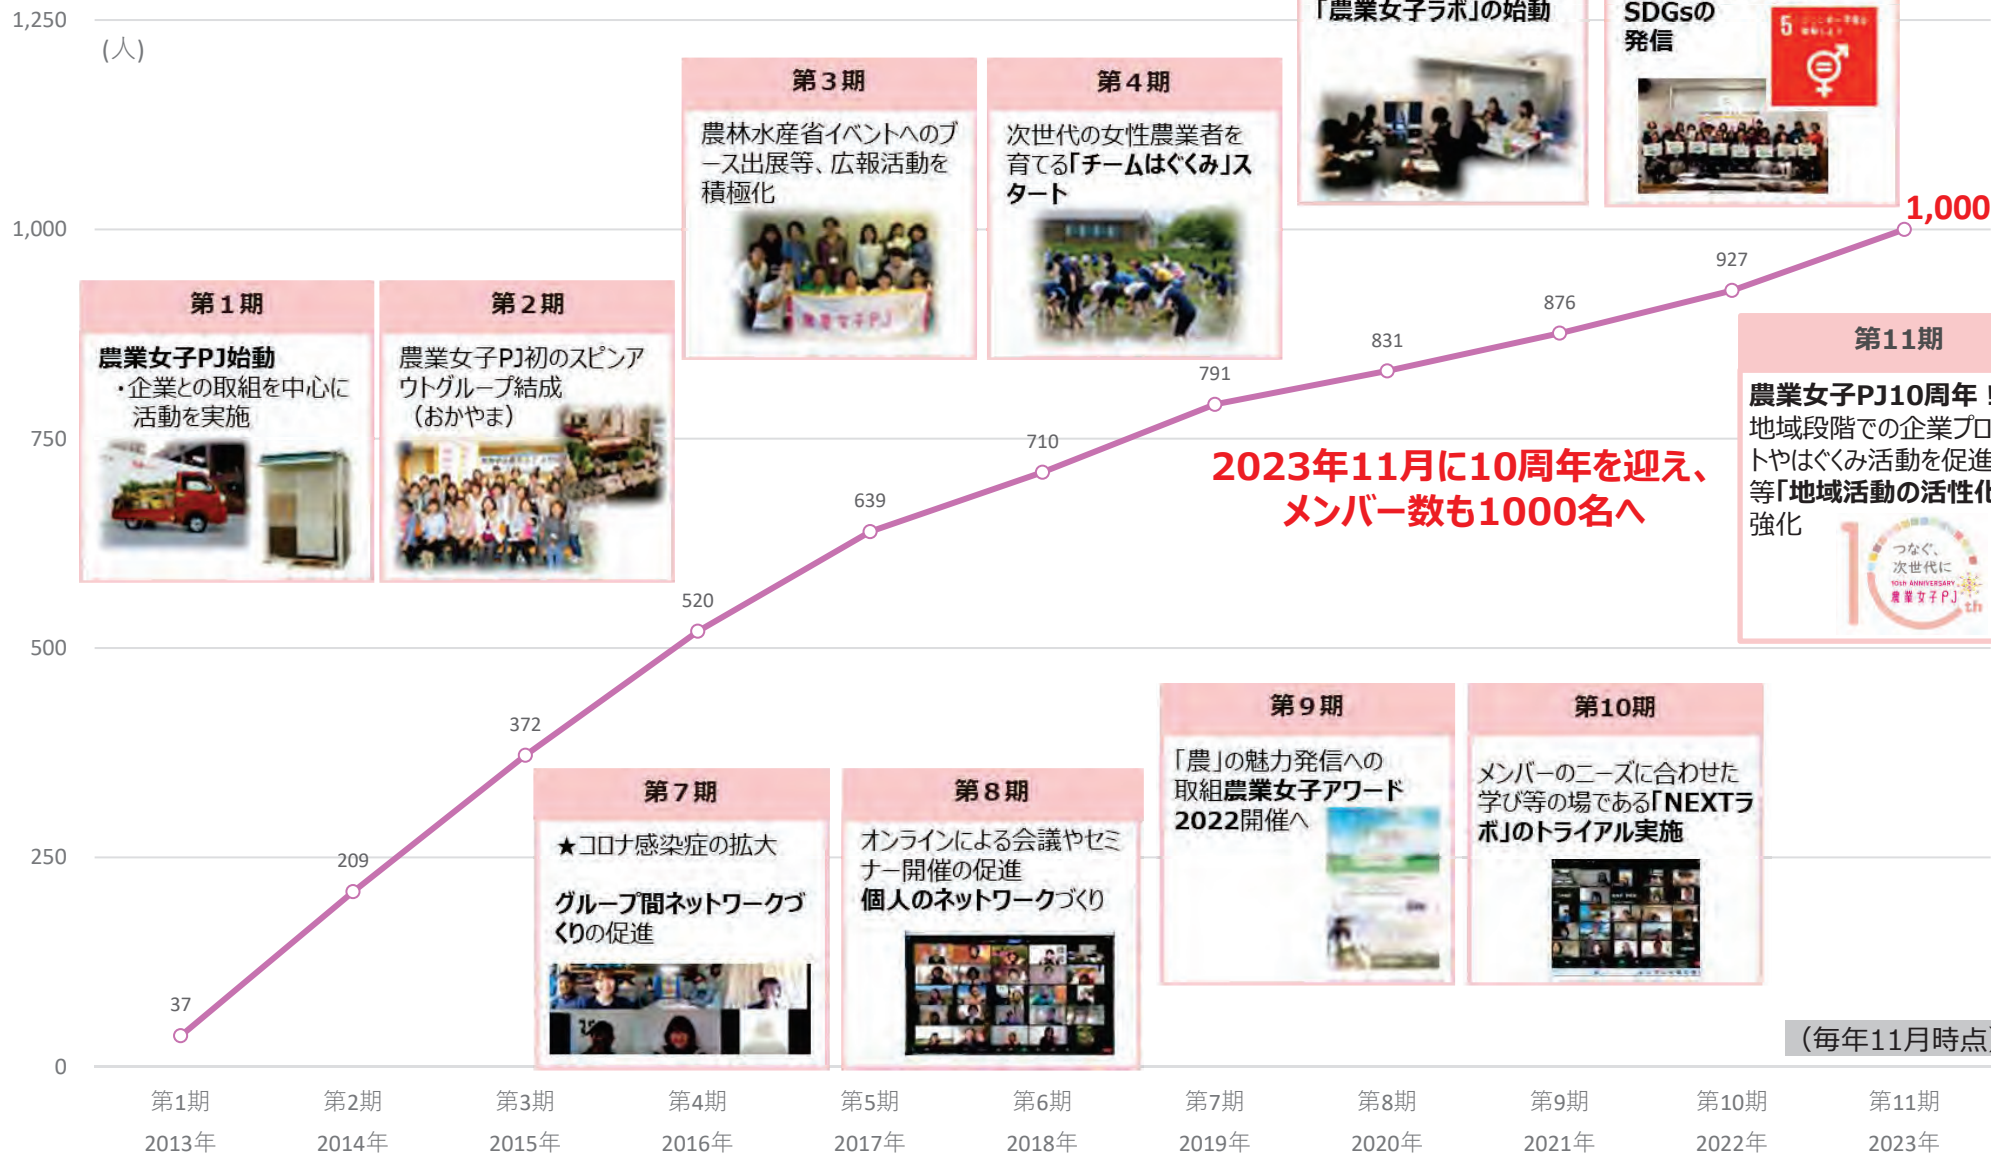 1,250
(人)
1,000
750
500
250
0
「農業女子ラボ」の始動
SDGsの
発信
5
第3期
農林水産省イベントへのブ
ース出展等、広報活動を
積極化
農業女子PJ
第4期
次世代の女性農業者を
育てる「チームはぐくみ」ス
タート
第1期
農業女子PJ始動
・企業との取組を中心に
活動を実施
第2期
農業女子PJ初のスピンア
ウトグループ結成
(おかやま)
1,000
927
876
831
791
710
639
520
372
209
37
2023年11月に10周年を迎え、
メンバー数も1000名へ
第11期
農業女子PJ10周年!
地域段階での企業プロ
トやはぐくみ活動を促進
等「地域活動の活性化
強化
つなぐ、
次世代に
10th ANNIVERSARY
農業女子PJ
th
第7期
★コロナ感染症の拡大
グループ間ネットワークづ
くりの促進
第8期
オンラインによる会議やセミ
ナー開催の促進
個人のネットワークづくり
第9期
「農」の魅力発信への
取組農業女子アワード
2022開催へ
第10期
メンバーのニーズに合わせた
学び等の場である「NEXTラ
ボ」のトライアル実施
(毎年11月時点)
第1期 第2期 第3期 第4期 第5期 第6期 第7期 第8期 第9期 第10期 第11期
2013年 2014年 2015年 2016年 2017年 2018年 2019年 2020年 2021年 2022年 2023年